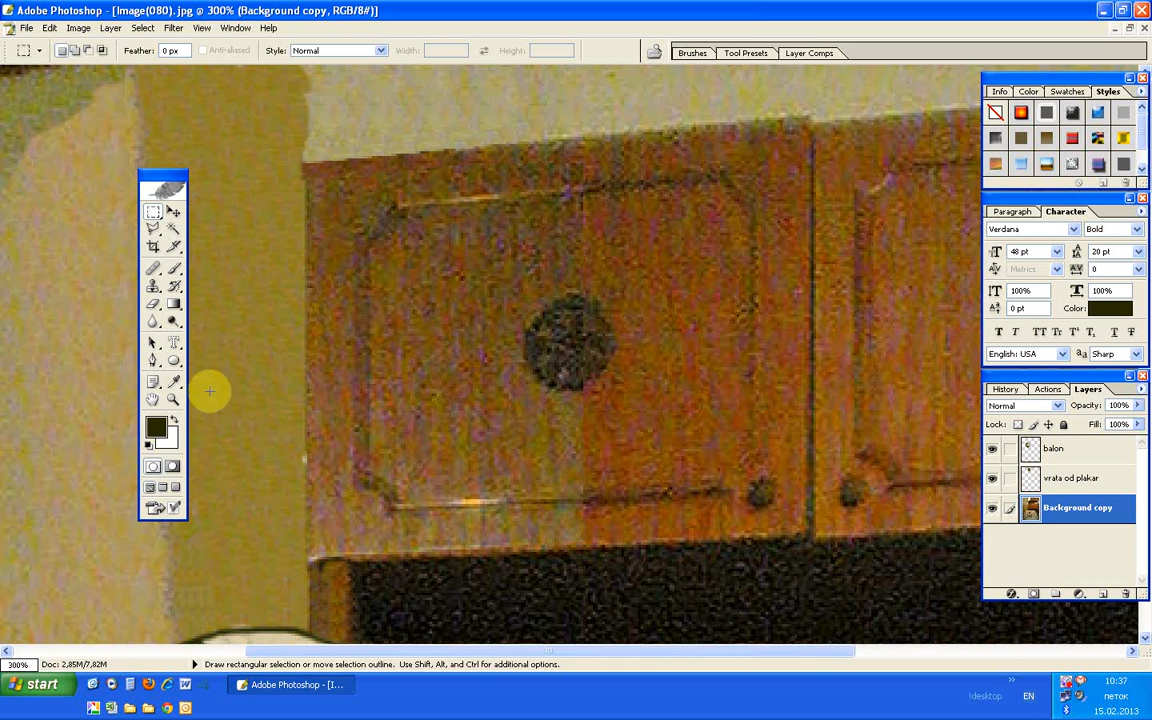 Adobe Photoshop - [Image(080).jpg @ 300% (Background copy, RGB/8#)]
File Edit Image Layer Select Filter View Window Help
Feather: 0 px Anti-aliased Style: Normal Width: Height: Brushes Tool Presets Layer Comps
Info Color Swatches Styles
Paragraph Character
Verdana Bold
48 pt 20 pt
Metrics 0
100% 100%
0 pt Color:
T T TT Tr T¹ T₁ T T
English: USA aa Sharp
History Actions Layers
Normal Opacity: 100%
Lock: Fill: 100%
balon
vrata od plakar
Background copy
300% Doc: 2,85M/7,82M Draw rectangular selection or move selection outline. Use Shift, Alt, and Ctrl for additional options.
start Adobe Photoshop - [I... desktop EN 10:37
петок
15.02.2013